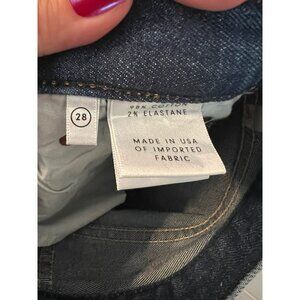 28
98% COTTON
2% ELASTANE
MADE IN USA
OF IMPORTED
FABRIC